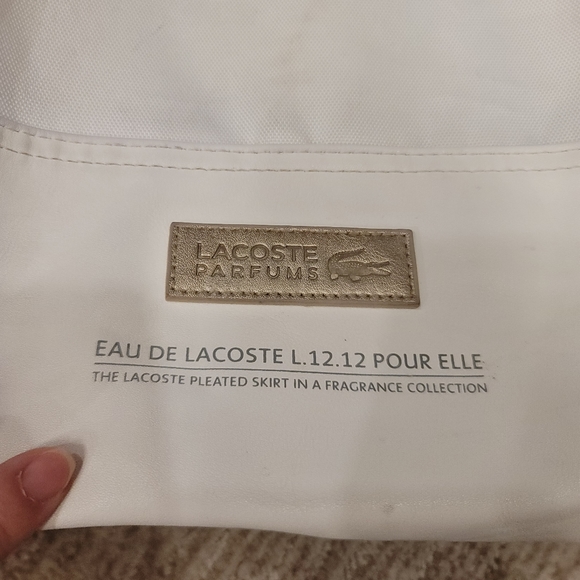 LACOSTE
PARFUMS
EAU DE LACOSTE L.12.12 POUR ELLE
THE LACOSTE PLEATED SKIRT IN A FRAGRANCE COLLECTION